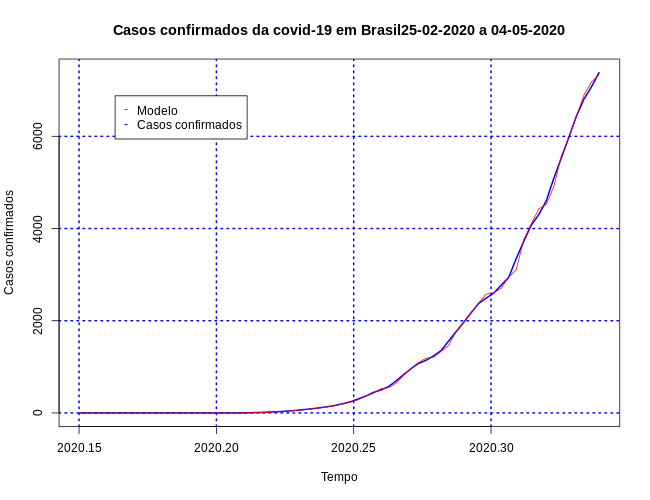 Casos confirmados da covid-19 em Brasil25-02-2020 a 04-05-2020
Modelo
Casos confirmados
Casos confirmados
6000
4000
2000
0
2020.15 2020.20 2020.25 2020.30
Tempo